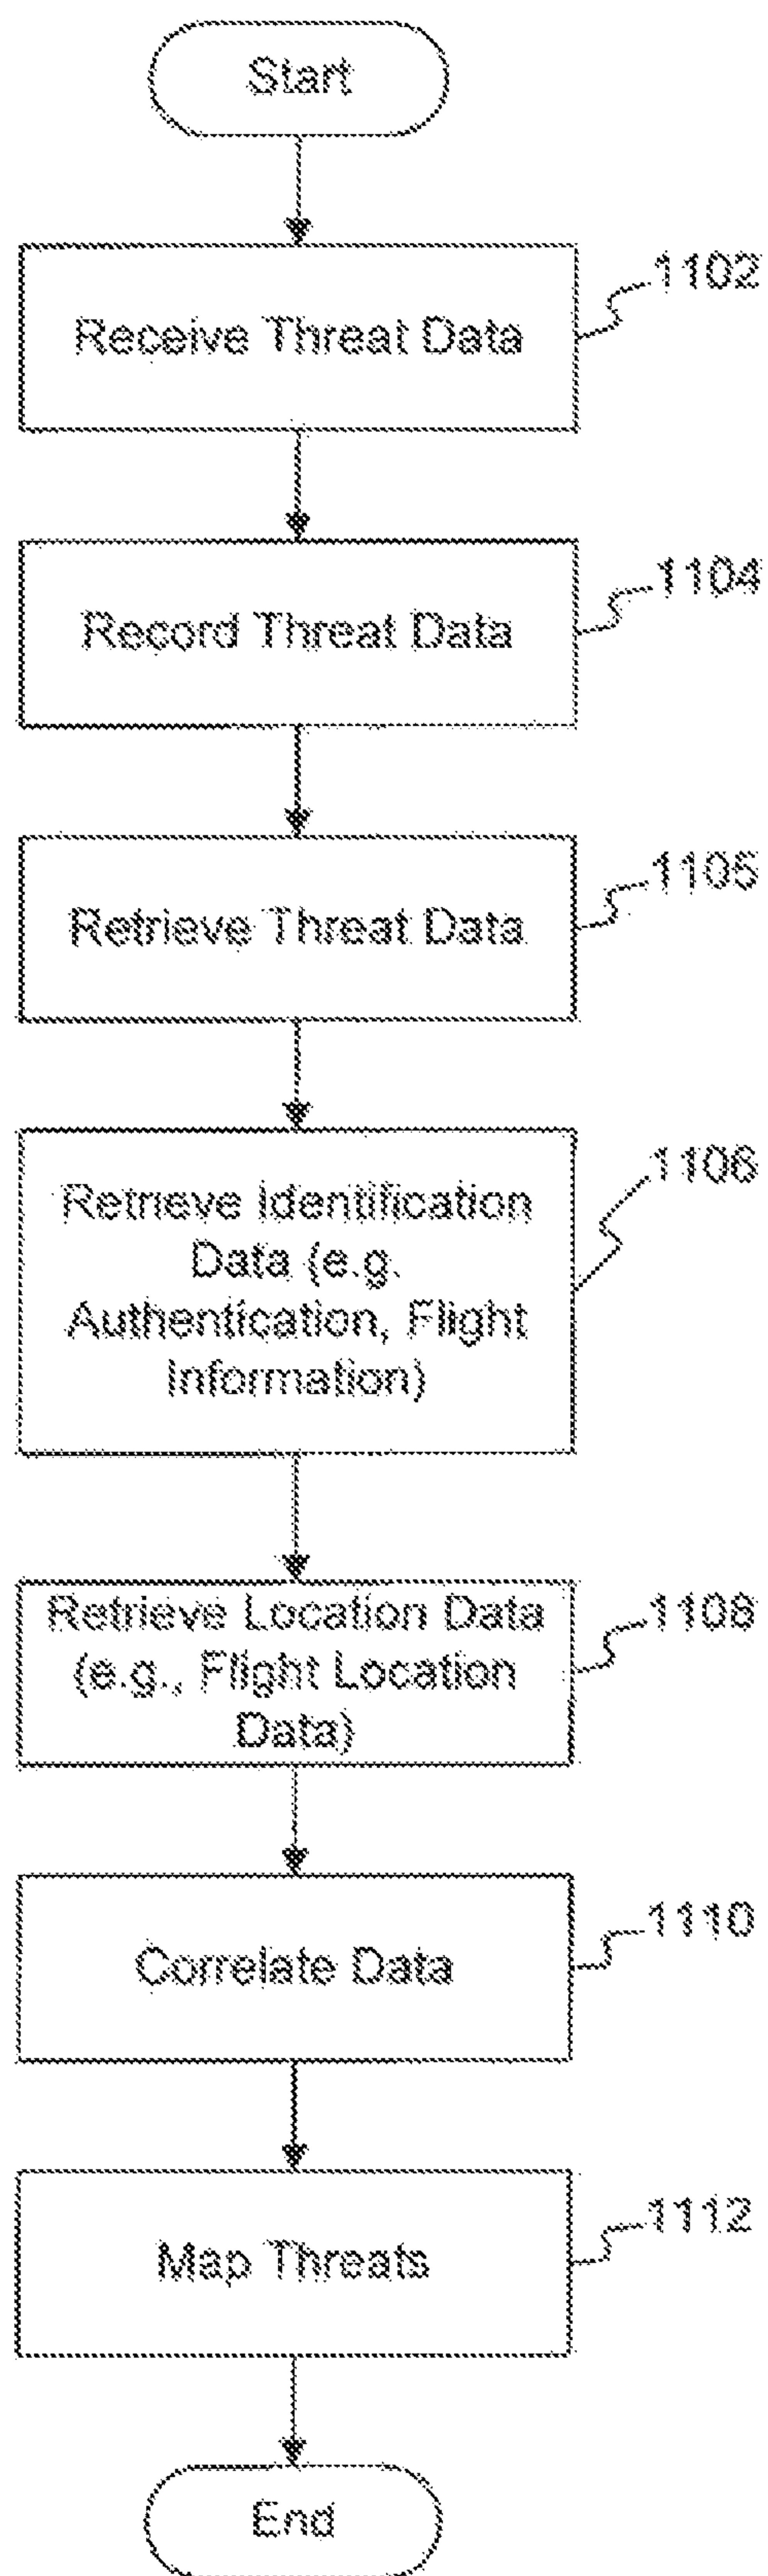 Start
1102
Receive Threat Data
1104
Record Threat Data
1105
Retrieve Threat Data
1106
Retrieve Identification
Data (e.g.
Authentication, Flight
Information)
1108
Retrieve Location Data
(e.g., Flight Location
Data)
1110
Correlate Data
1112
Map Threats
End